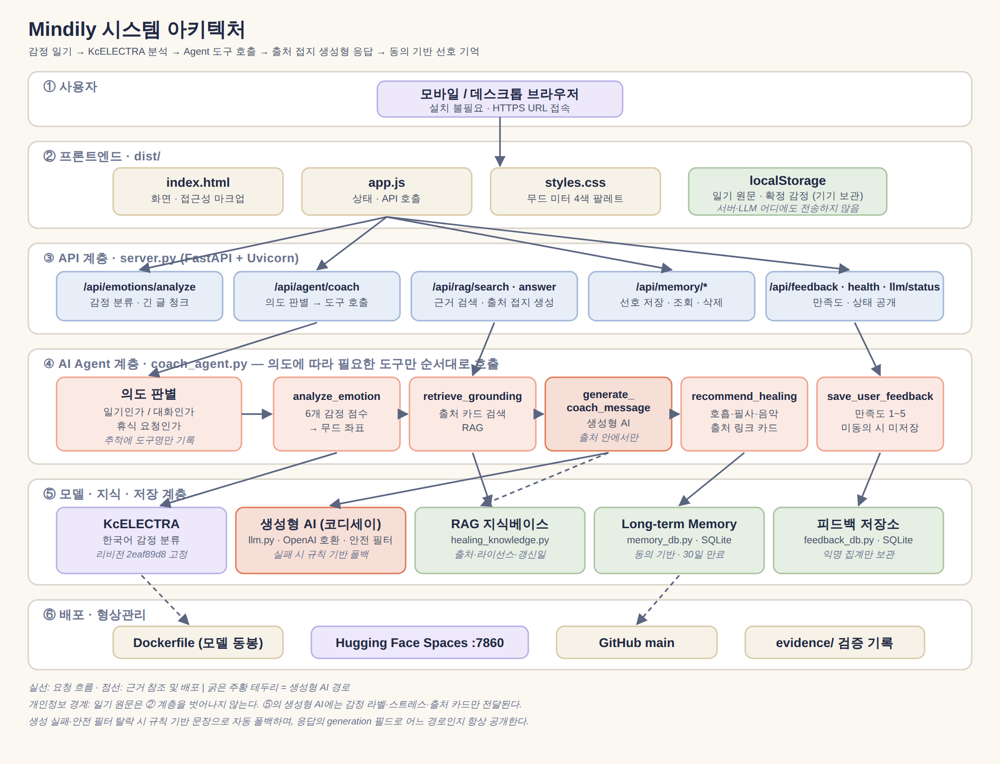 Mindily 시스템 아키텍처
감정 일기 → KcELECTRA 분석 → Agent 도구 호출 → 출처 접지 생성형 응답 → 동의 기반 선호 기억
① 사용자
모바일 / 데스크톱 브라우저
설치 불필요 · HTTPS URL 접속
② 프론트엔드 · dist/
index.html
화면 · 접근성 마크업
app.js
상태 · API 호출
styles.css
무드 미터 4색 팔레트
localStorage
일기 원문 · 확정 감정 (기기 보관)
서버·LLM 어디에도 전송하지 않음
③ API 계층 · server.py (FastAPI + Uvicorn)
/api/emotions/analyze
감정 분류 · 긴 글 청크
/api/agent/coach
의도 판별 → 도구 호출
/api/rag/search · answer
근거 검색 · 출처 접지 생성
/api/memory/*
선호 저장 · 조회 · 삭제
/api/feedback · health · llm/status
만족도 · 상태 공개
④ AI Agent 계층 · coach_agent.py — 의도에 따라 필요한 도구만 순서대로 호출
의도 판별
일기인가 / 대화인가
휴식 요청인가
추적에 도구명만 기록
analyze_emotion
6개 감정 점수
→ 무드 좌표
retrieve_grounding
출처 카드 검색
RAG
generate_
coach_message
생성형 AI
출처 안에서만
recommend_healing
호흡·필사·음악
출처 링크 카드
save_user_feedback
만족도 1~5
미동의 시 미저장
⑤ 모델 · 지식 · 저장 계층
KcELECTRA
한국어 감정 분류
리비전 2eaf89d8 고정
생성형 AI (코디세이)
llm.py · OpenAI 호환 · 안전 필터
실패 시 규칙 기반 폴백
RAG 지식베이스
healing_knowledge.py
출처·라이선스·갱신일
Long-term Memory
memory_db.py · SQLite
동의 기반 · 30일 만료
피드백 저장소
feedback_db.py · SQLite
익명 집계만 보관
⑥ 배포 · 형상관리
Dockerfile (모델 동봉)
Hugging Face Spaces :7860
GitHub main
evidence/ 검증 기록
실선: 요청 흐름 · 점선: 근거 참조 및 배포 | 굵은 주황 테두리 = 생성형 AI 경로
개인정보 경계: 일기 원문은 ② 계층을 벗어나지 않는다. ⑤의 생성형 AI에는 감정 라벨·스트레스·출처 카드만 전달된다.
생성 실패·안전 필터 탈락 시 규칙 기반 문장으로 자동 폴백하며, 응답의 generation 필드로 어느 경로인지 항상 공개한다.